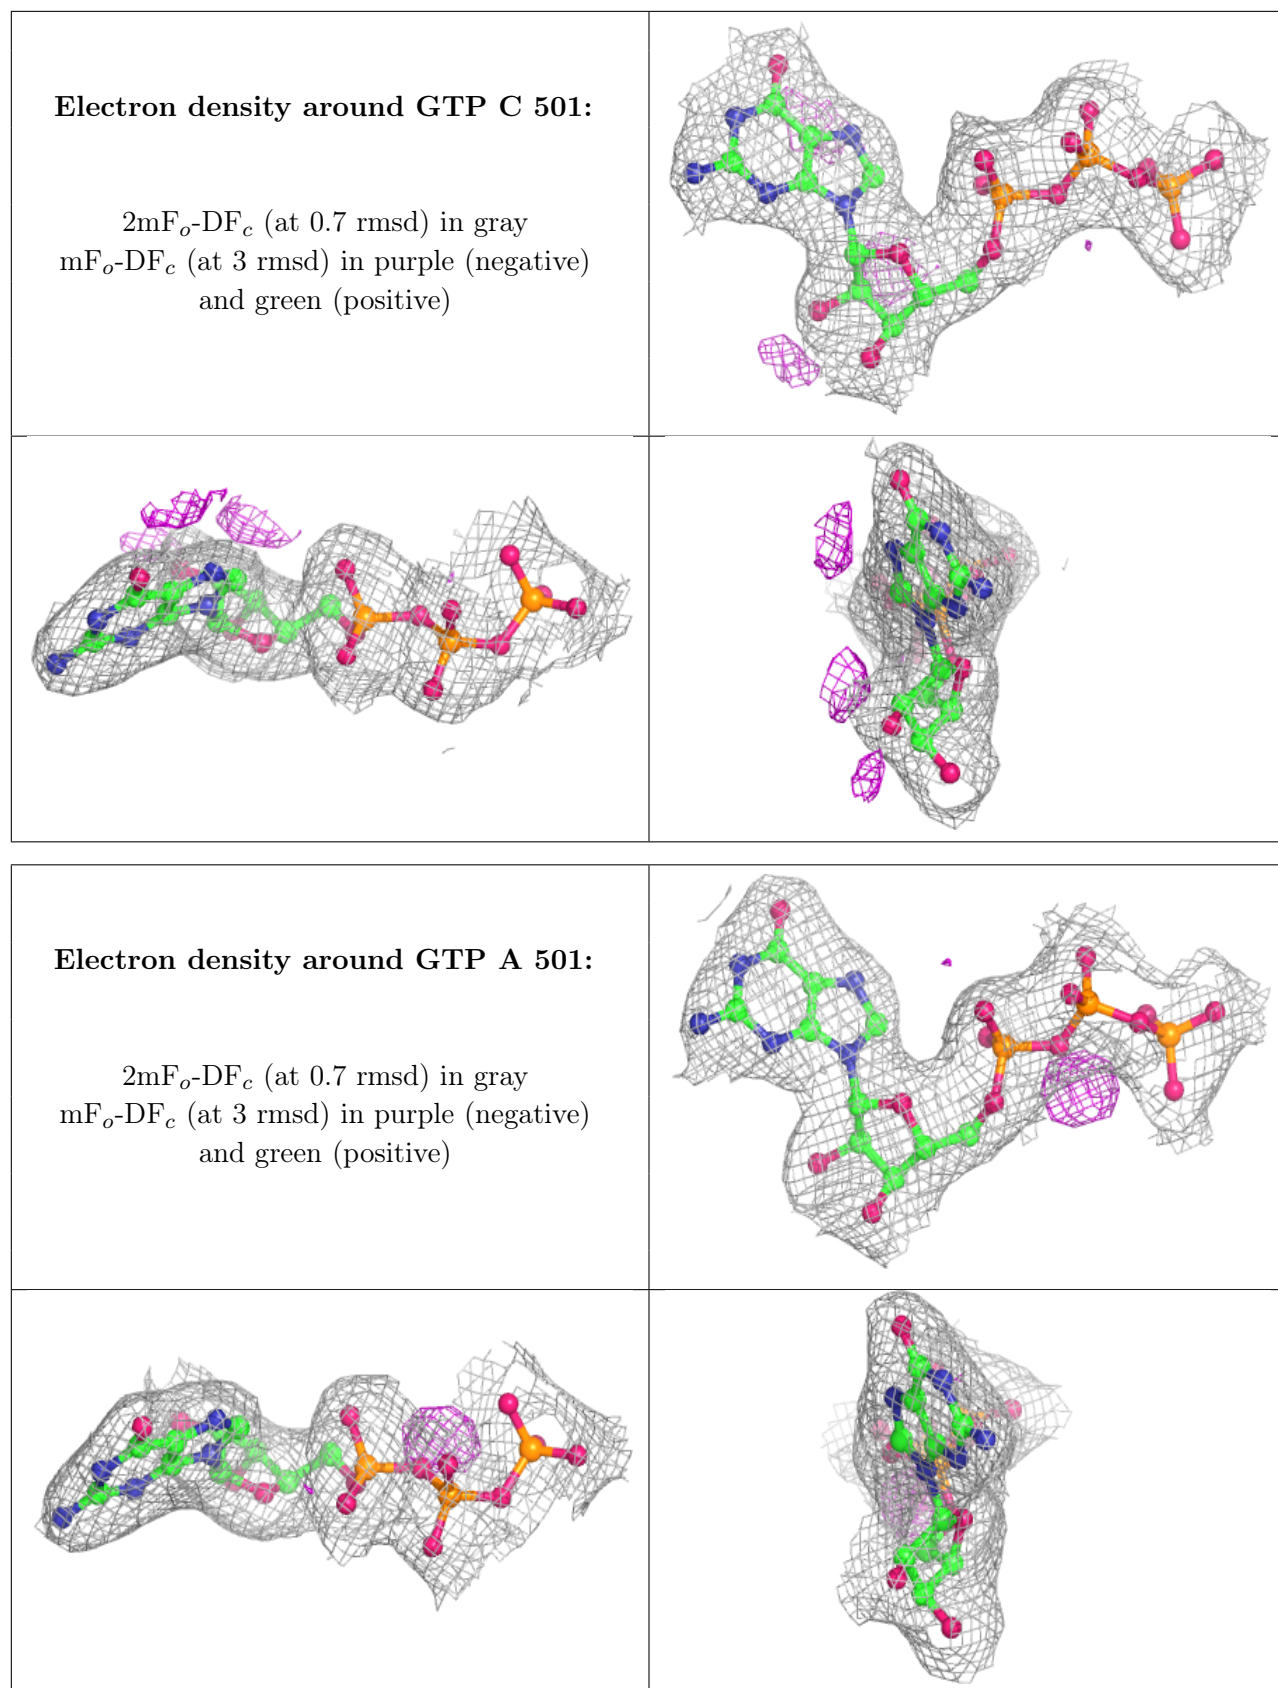 Electron density around GTP C 501:
2mFo-DFc (at 0.7 rmsd) in gray
mFo-DFc (at 3 rmsd) in purple (negative)
and green (positive)
Electron density around GTP A 501:
2mFo-DFc (at 0.7 rmsd) in gray
mFo-DFc (at 3 rmsd) in purple (negative)
and green (positive)